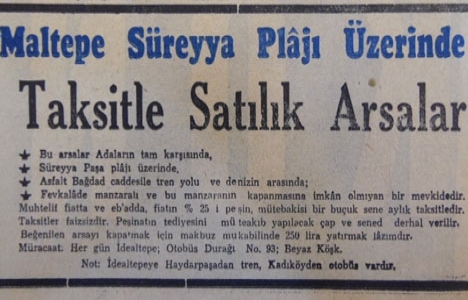 Maltepe Süreyya Plâjı Üzerinde
Taksitle Satılık Arsalar
★ Bu arsalar Adaların tam karşısında,
★ Süreyya Paşa plâjı üzerinde,
★ Asfalt Bağdad caddesile tren yolu ve denizin arasında;
★ Fevkalâde manzaralı ve bu manzaranın kapanmasına imkân olmıyan bir mevkidedir.
Muhtelif fiatta ve eb'adda, fiatın % 25 i peşin, mütebakisi bir buçuk sene aylık taksitledir.
Taksitler faizsizdir. Peşinatın tediyesini müteakıb yapılacak çap ve sened derhal verilir.
Beğenilen arsayı kapatmak için makbuz mukabilinde 250 lira yatırmak lâzımdır.
Müracaat: Her gün İdealtepe; Otobüs Durağı No. 93; Beyaz Köşk.
Not: İdealtepeye Haydarpaşadan tren, Kadıköyden otobüs vardır.